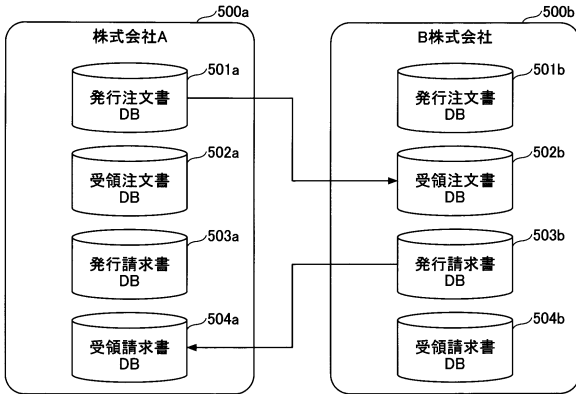 500a
株式会社A
501a
発行注文書
DB
502a
受領注文書
DB
503a
発行請求書
DB
504a
受領請求書
DB
500b
B株式会社
501b
発行注文書
DB
502b
受領注文書
DB
503b
発行請求書
DB
504b
受領請求書
DB